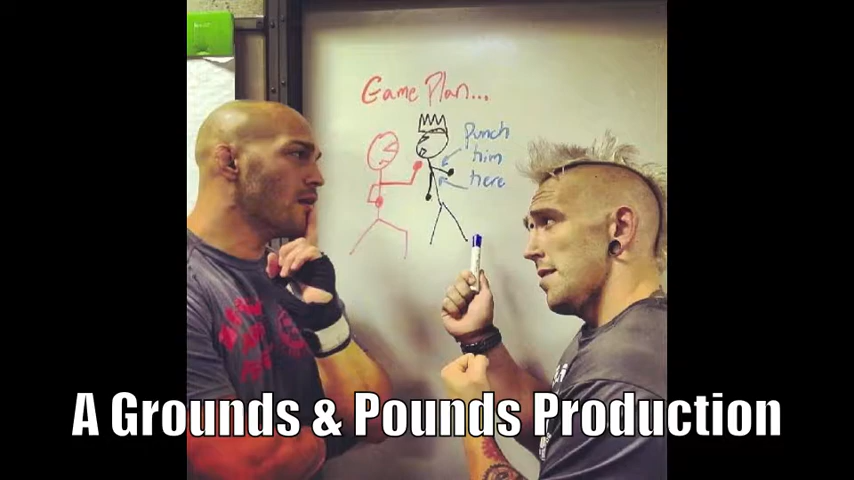 Game Plan...
Punch
him
here
A Grounds & Pounds Production